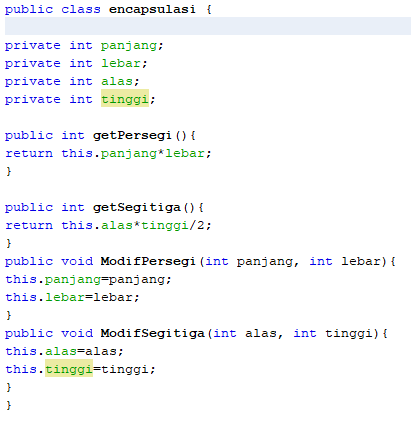 public class encapsulasi {
private int panjang;
private int lebar;
private int alas;
private int tinggi;
public int getPersegi(){
return this.panjang*lebar;
}
public int getSegitiga(){
return this.alas*tinggi/2;
}
public void ModifPersegi(int panjang, int lebar){
this.panjang=panjang;
this.lebar=lebar;
}
public void ModifSegitiga(int alas, int tinggi){
this.alas=alas;
this.tinggi=tinggi;
}
}